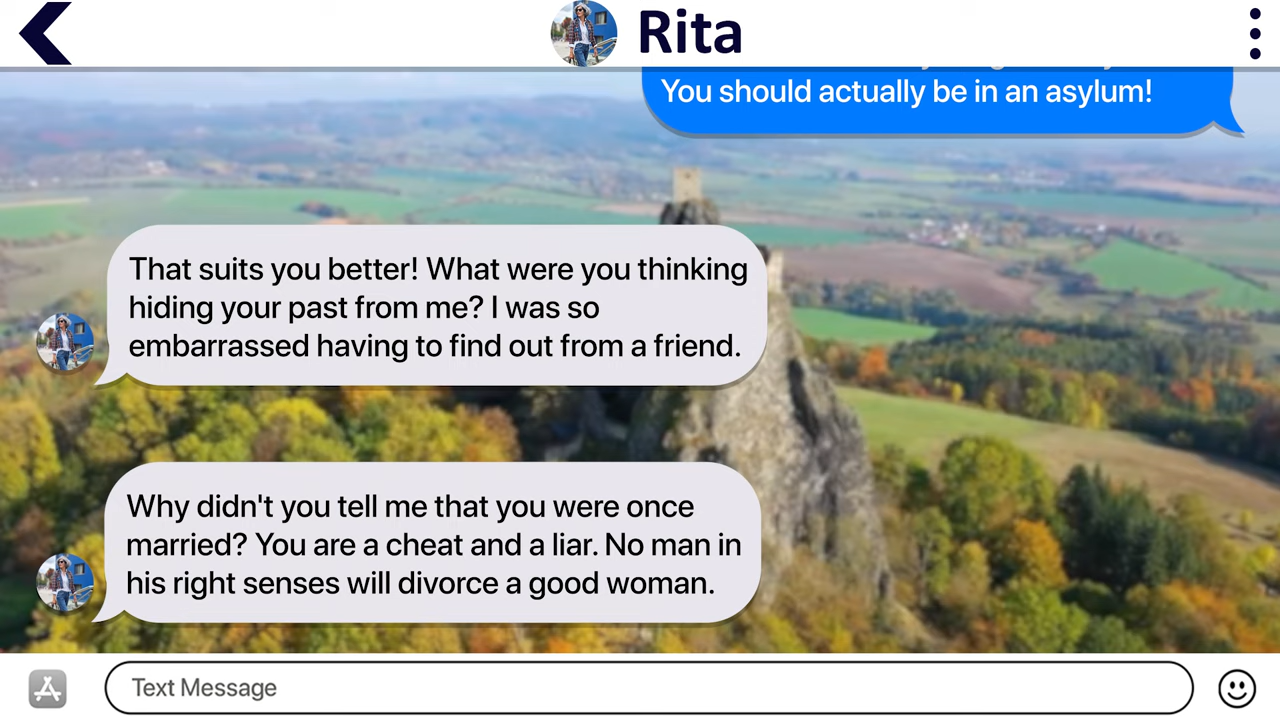 Rita
You should actually be in an asylum!
That suits you better! What were you thinking
hiding your past from me? I was so
embarrassed having to find out from a friend.
Why didn't you tell me that you were once
married? You are a cheat and a liar. No man in
his right senses will divorce a good woman.
Text Message